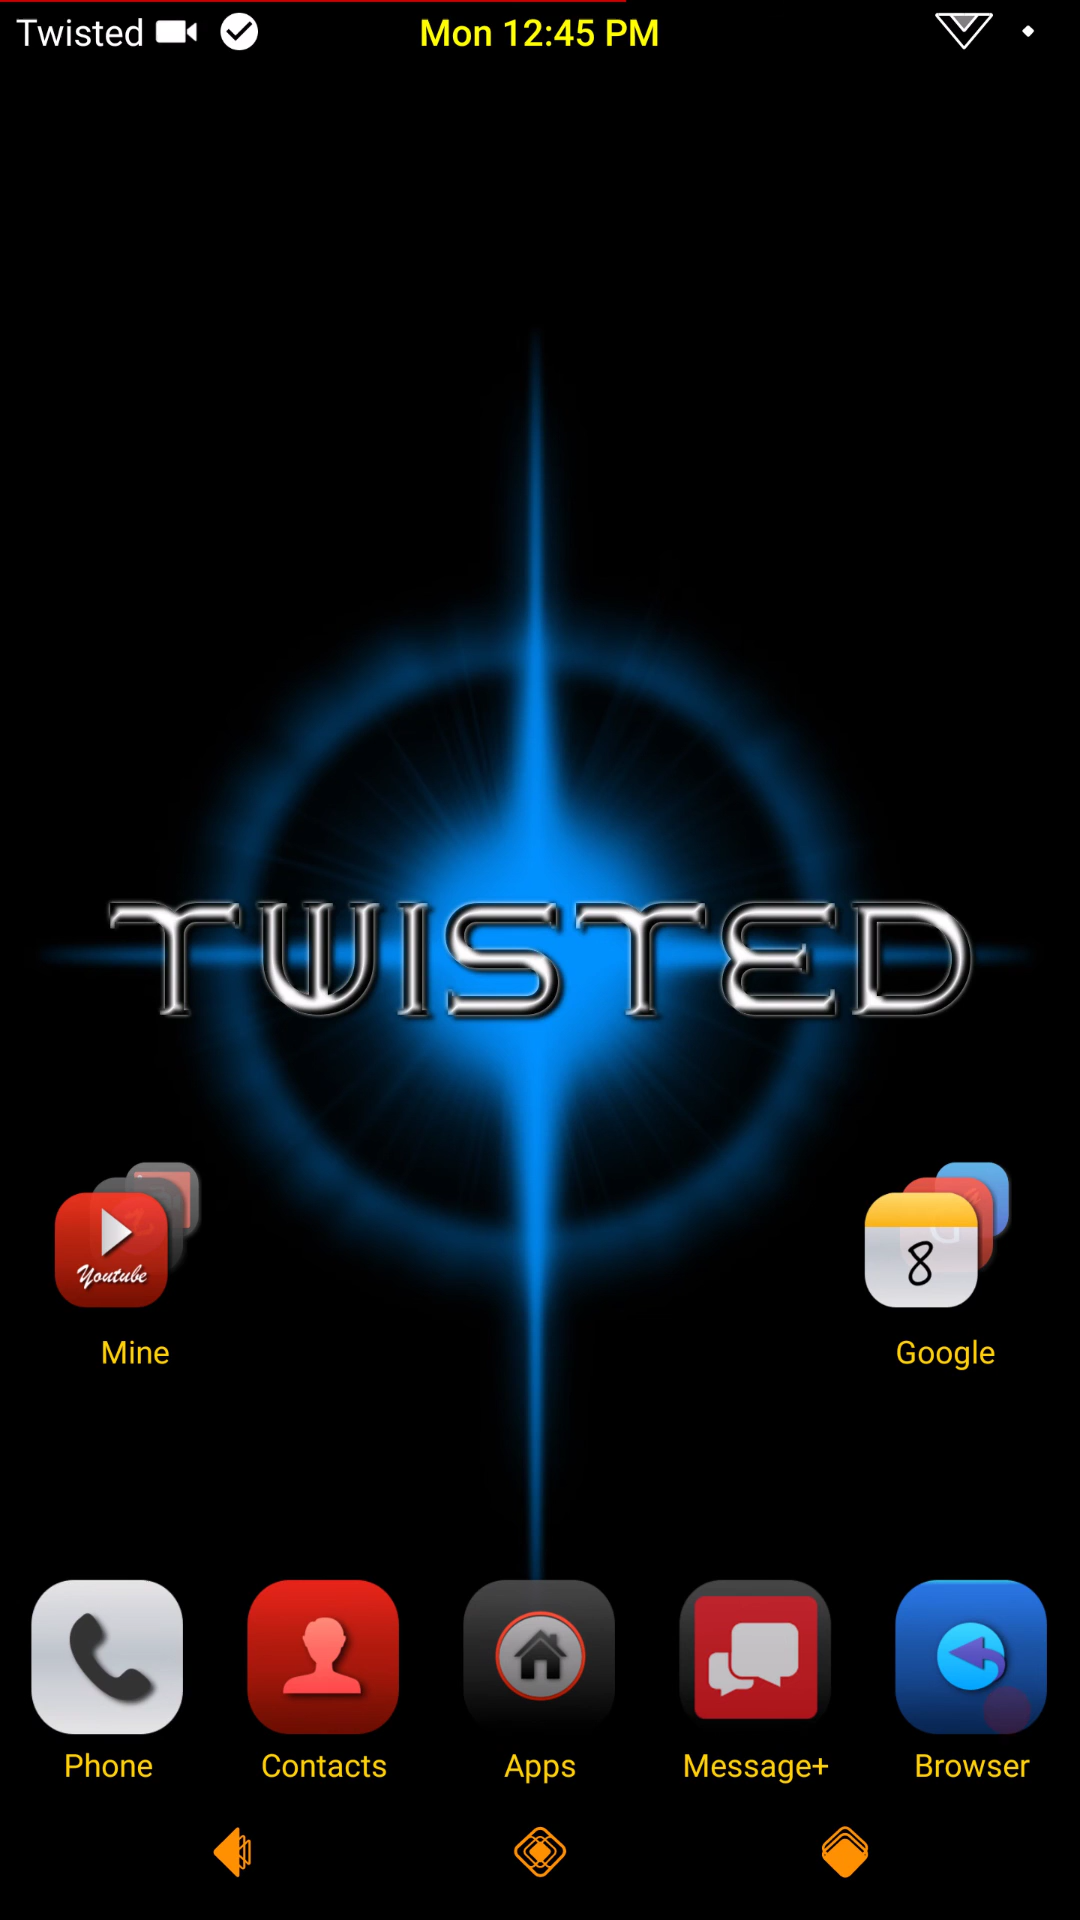 Twisted Mon 12:45 PM
TWISTED
Youtube
8
Mine Google
Phone Contacts Apps Message+ Browser